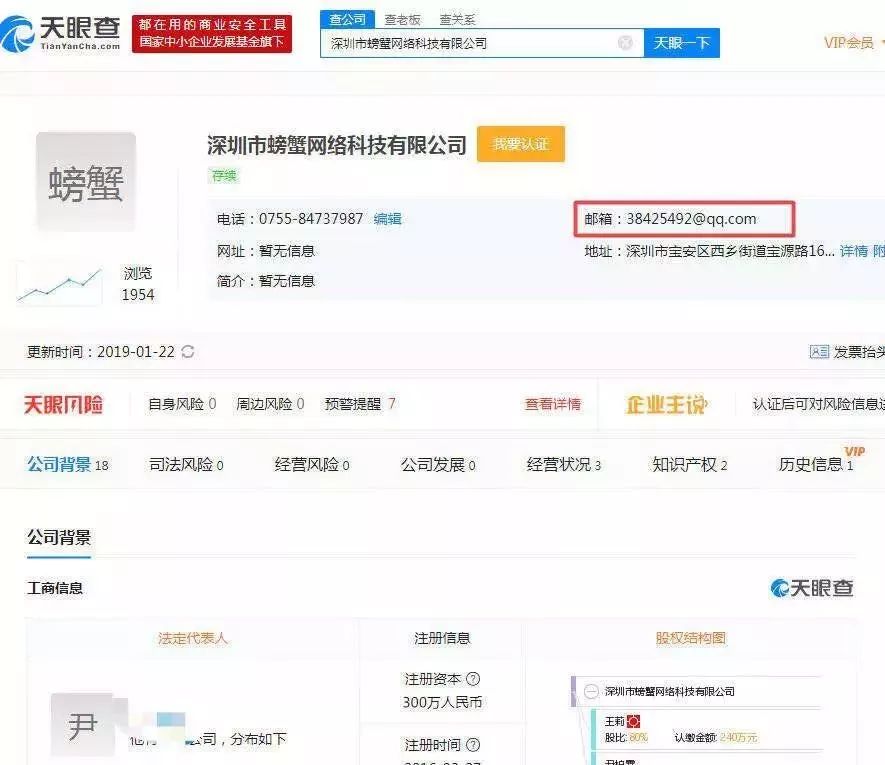 天眼查
TianYanCha.com
都在用的商业安全工具
国家中小企业发展基金旗下
查公司 查老板 查关系
深圳市螃蟹网络科技有限公司 天眼一下
VIP会员
螃蟹
深圳市螃蟹网络科技有限公司 我要认证
存续
电话：0755-84737987 编辑 邮箱：38425492@qq.com
网址：暂无信息 地址：深圳市宝安区西乡街道宝源路16... 详情 附
简介：暂无信息
浏览
1954
更新时间：2019-01-22 发票抬头
天眼风险 自身风险 0 周边风险 0 预警提醒 7 查看详情 企业主说 认证后可对风险信息
公司背景 18 司法风险 0 经营风险 0 公司发展 0 经营状况 3 知识产权 2 历史信息 1 VIP
公司背景
工商信息 天眼查
法定代表人 注册信息 股权结构图
注册资本 ?
300万人民币
深圳市螃蟹网络科技有限公司
王莉
股比: 80% 认缴金额: 240万元
尹
公司，分布如下
注册时间 ?